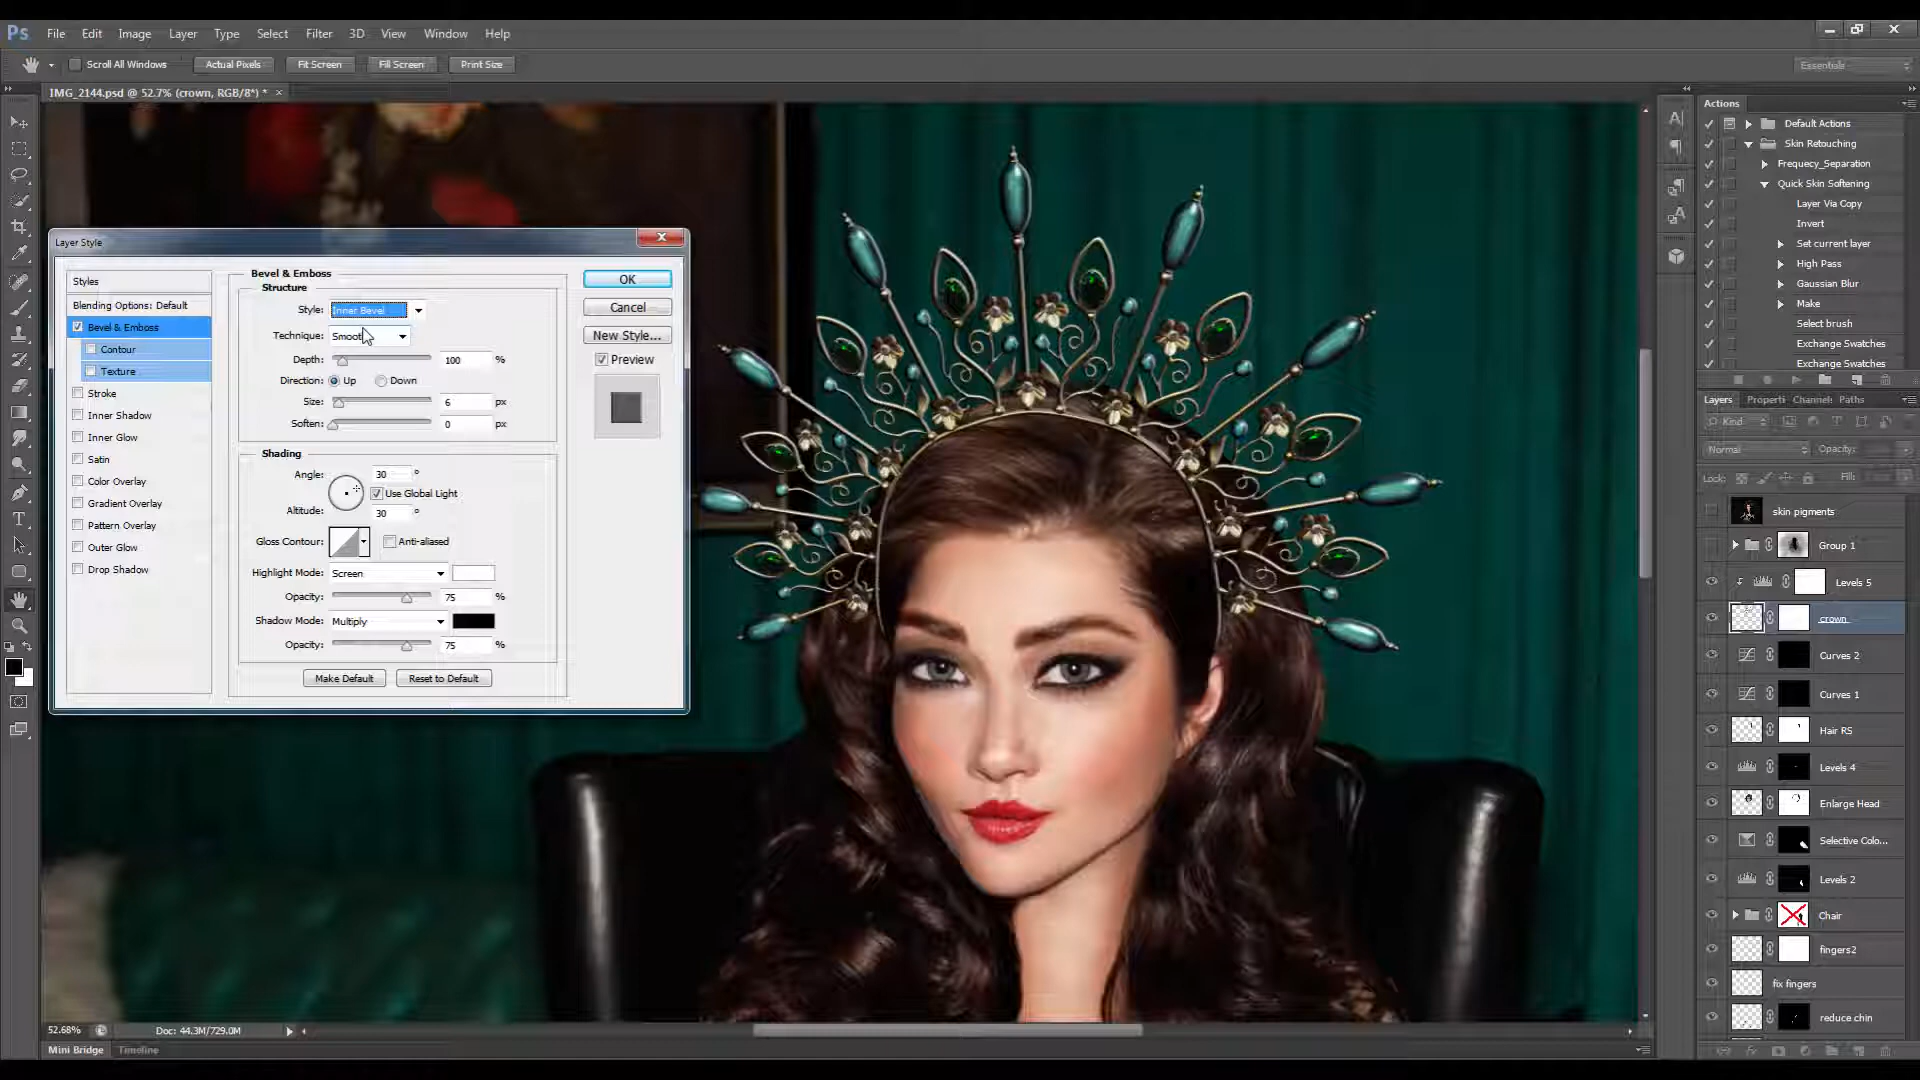 Ps File Edit Image Layer Type Select Filter 3D View Window Help
Scroll All Windows Actual Pixels Fit Screen Fill Screen Print Size Essentials
IMG_2144.psd @ 52.7% (crown, RGB/8*) * ×
Layer Style
Styles
Blending Options: Default
Bevel & Emboss
Contour
Texture
Stroke
Inner Shadow
Inner Glow
Satin
Color Overlay
Gradient Overlay
Pattern Overlay
Outer Glow
Drop Shadow
Bevel & Emboss
Structure
Style: Inner Bevel
Technique: Smooth
Depth: 100 %
Direction: Up Down
Size: 6 px
Soften: 0 px
Shading
Angle: 30 °
Use Global Light
Altitude: 30 °
Gloss Contour: Anti-aliased
Highlight Mode: Screen
Opacity: 75 %
Shadow Mode: Multiply
Opacity: 75 %
Make Default Reset to Default
OK
Cancel
New Style...
Preview
Actions
Default Actions
Skin Retouching
Frequecy_Separation
Quick Skin Softening
Layer Via Copy
Invert
Set current layer
High Pass
Gaussian Blur
Make
Select brush
Exchange Swatches
Exchange Swatches
Layers Properti Channel Paths
Kind
Normal Opacity:
Lock: Fill:
skin pigments
Group 1
Levels 5
crown
Curves 2
Curves 1
Hair RS
Levels 4
Enlarge Head
Selective Colo...
Levels 2
Chair
fingers2
fix fingers
reduce chin
52.68% Doc: 44.3M/729.0M
Mini Bridge Timeline